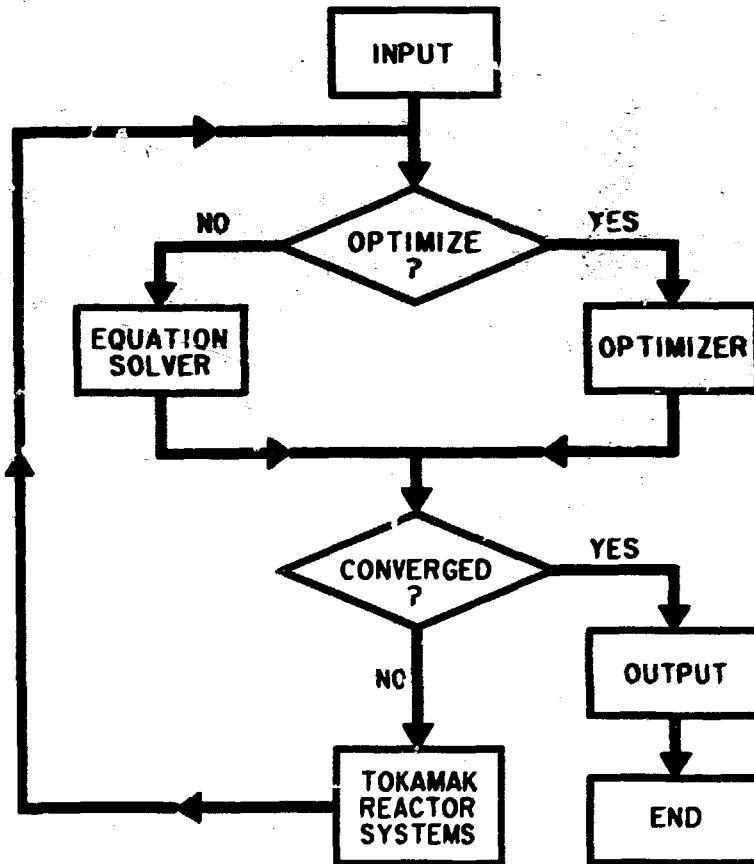 INPUT
NO
YES
OPTIMIZE
?
EQUATION
SOLVER
OPTIMIZER
CONVERGED
?
YES
NO
OUTPUT
TOKAMAK
REACTOR
SYSTEMS
END